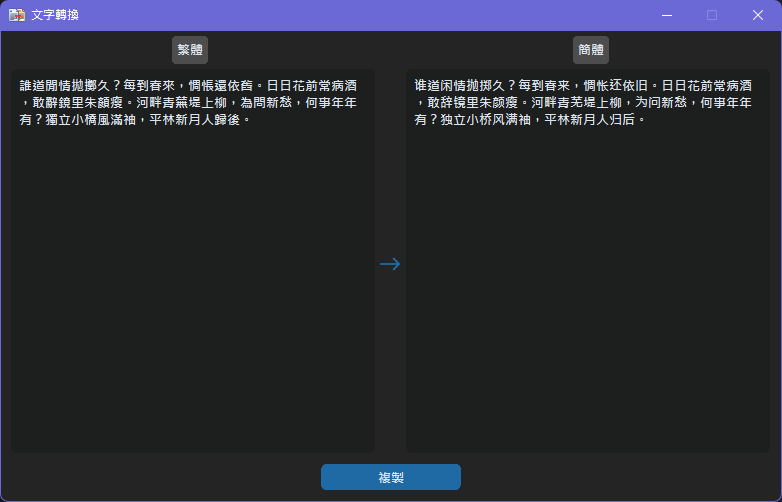 文字轉換
繁體
簡體
誰道閒情拋擲久？每到春來，惆悵還依舊。日日花前常病酒
，敢辭鏡里朱顏瘦。河畔青蕪堤上柳，為問新愁，何事年年
有？獨立小橋風滿袖，平林新月人歸後。
→
谁道闲情抛掷久？每到春来，惆怅还依旧。日日花前常病酒
，敢辞镜里朱颜瘦。河畔青芜堤上柳，为问新愁，何事年年
有？独立小桥风满袖，平林新月人归后。
複製